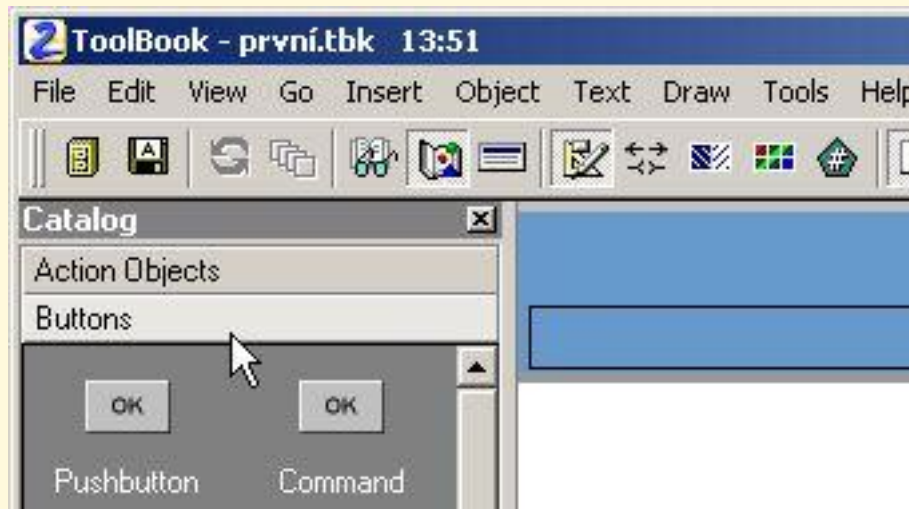 ToolBook - první.tbk 13:51
File Edit View Go Insert Object Text Draw Tools Help
A #
Catalog
Action Objects
Buttons
OK OK
Pushbutton Command